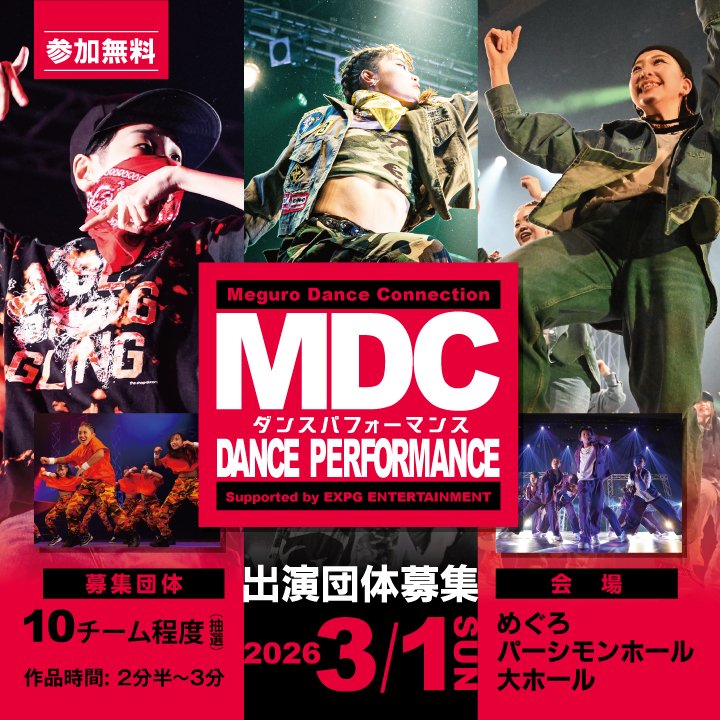 参加無料
Meguro Dance Connection
MDC
ダンスパフォーマンス
DANCE PERFORMANCE
Supported by EXPG ENTERTAINMENT
出演団体募集
2026 3/1 SUN
募集団体
10チーム程度(抽選)
作品時間: 2分半〜3分
会場
めぐろ
パーシモンホール
大ホール